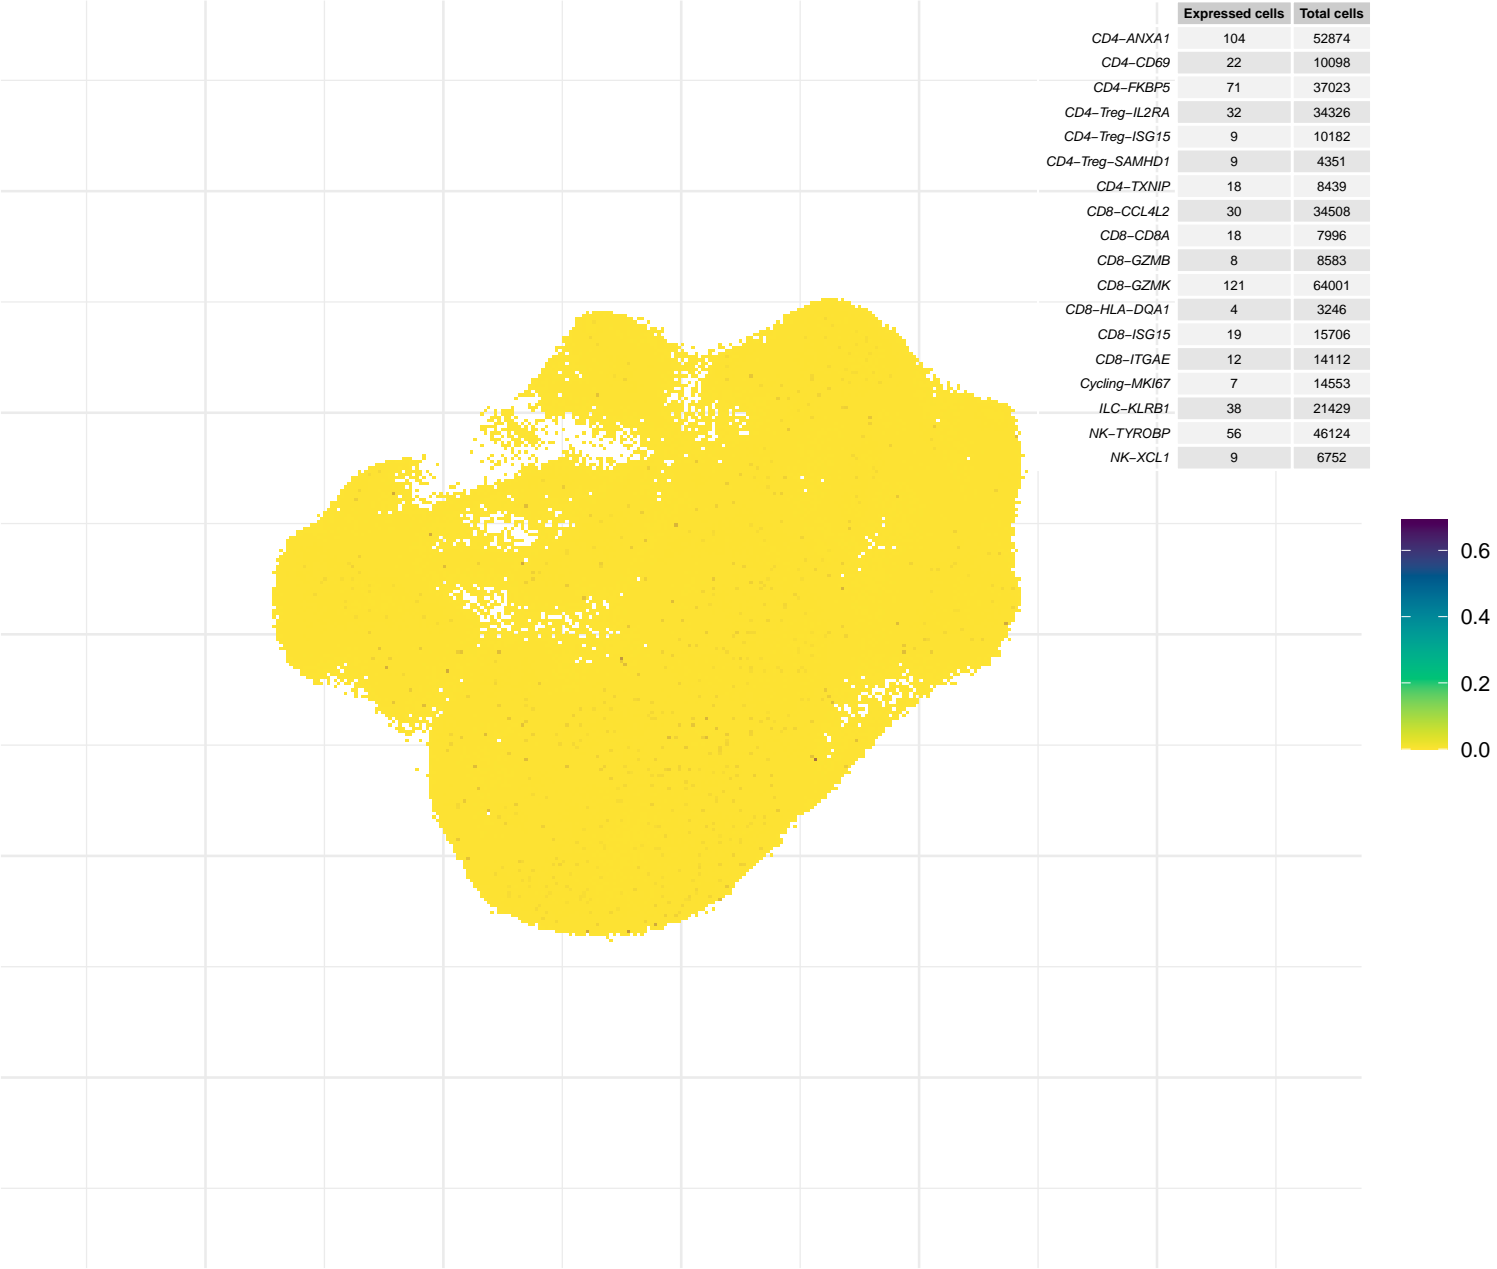 Expressed cells Total cells
CD4−ANXA1 104 52874
CD4−CD69 22 10098
CD4−FKBP5 71 37023
CD4−Treg−IL2RA 32 34326
CD4−Treg−ISG15 9 10182
CD4−Treg−SAMHD1 9 4351
CD4−TXNIP 18 8439
CD8−CCL4L2 30 34508
CD8−CD8A 18 7996
CD8−GZMB 8 8583
CD8−GZMK 121 64001
CD8−HLA−DQA1 4 3246
CD8−ISG15 19 15706
CD8−ITGAE 12 14112
Cycling−MKI67 7 14553
ILC−KLRB1 38 21429
NK−TYROBP 56 46124
NK−XCL1 9 6752
0.6
0.4
0.2
0.0